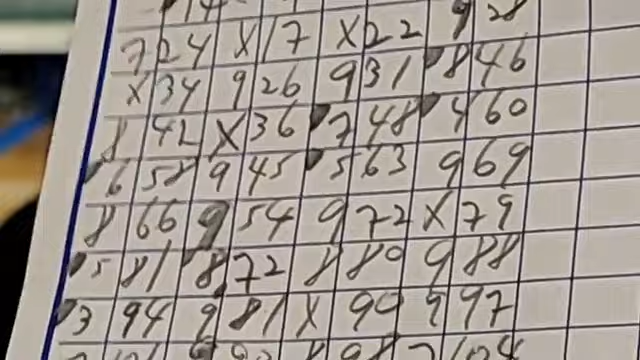 14 9 28
7 24 X 17 X 22
X 34 9 26 9 31 8 46
8 42 X 36 7 48 4 60
6 58 9 45 5 63 9 69
8 66 9 54 9 72 X 79
5 81 8 72 8 80 9 88
3 94 9 81 X 90 9 97